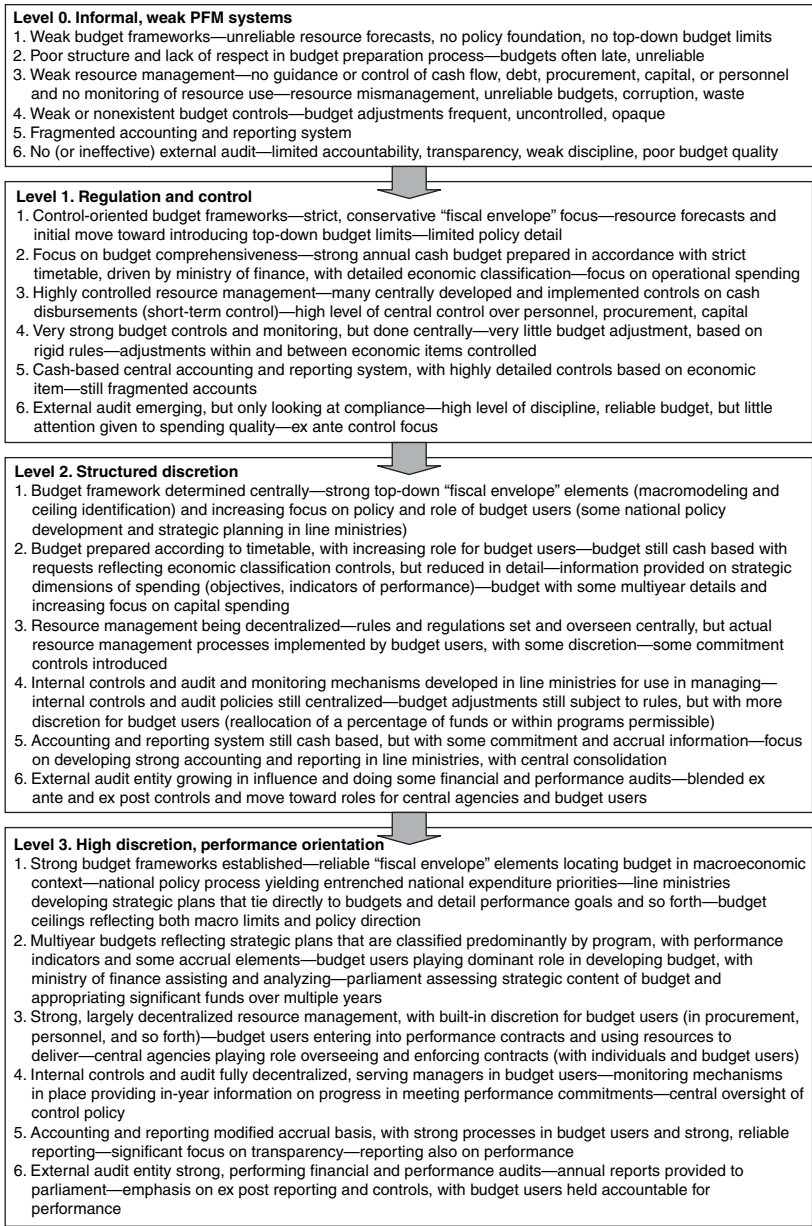 Level 0. Informal, weak PFM systems
1. Weak budget frameworks—unreliable resource forecasts, no policy foundation, no top-down budget limits
2. Poor structure and lack of respect in budget preparation process—budgets often late, unreliable
3. Weak resource management—no guidance or control of cash flow, debt, procurement, capital, or personnel
and no monitoring of resource use—resource mismanagement, unreliable budgets, corruption, waste
4. Weak or nonexistent budget controls—budget adjustments frequent, uncontrolled, opaque
5. Fragmented accounting and reporting system
6. No (or ineffective) external audit—limited accountability, transparency, weak discipline, poor budget quality
Level 1. Regulation and control
1. Control-oriented budget frameworks—strict, conservative “fiscal envelope” focus—resource forecasts and
initial move toward introducing top-down budget limits—limited policy detail
2. Focus on budget comprehensiveness—strong annual cash budget prepared in accordance with strict
timetable, driven by ministry of finance, with detailed economic classification—focus on operational spending
3. Highly controlled resource management—many centrally developed and implemented controls on cash
disbursements (short-term control)—high level of central control over personnel, procurement, capital
4. Very strong budget controls and monitoring, but done centrally—very little budget adjustment, based on
rigid rules—adjustments within and between economic items controlled
5. Cash-based central accounting and reporting system, with highly detailed controls based on economic
item—still fragmented accounts
6. External audit emerging, but only looking at compliance—high level of discipline, reliable budget, but little
attention given to spending quality—ex ante control focus
Level 2. Structured discretion
1. Budget framework determined centrally—strong top-down “fiscal envelope” elements (macromodeling and
ceiling identification) and increasing focus on policy and role of budget users (some national policy
development and strategic planning in line ministries)
2. Budget prepared according to timetable, with increasing role for budget users—budget still cash based with
requests reflecting economic classification controls, but reduced in detail—information provided on strategic
dimensions of spending (objectives, indicators of performance)—budget with some multiyear details and
increasing focus on capital spending
3. Resource management being decentralized—rules and regulations set and overseen centrally, but actual
resource management processes implemented by budget users, with some discretion—some commitment
controls introduced
4. Internal controls and audit and monitoring mechanisms developed in line ministries for use in managing—
internal controls and audit policies still centralized—budget adjustments still subject to rules, but with more
discretion for budget users (reallocation of a percentage of funds or within programs permissible)
5. Accounting and reporting system still cash based, but with some commitment and accrual information—focus
on developing strong accounting and reporting in line ministries, with central consolidation
6. External audit entity growing in influence and doing some financial and performance audits—blended ex
ante and ex post controls and move toward roles for central agencies and budget users
Level 3. High discretion, performance orientation
1. Strong budget frameworks established—reliable “fiscal envelope” elements locating budget in macroeconomic
context—national policy process yielding entrenched national expenditure priorities—line ministries
developing strategic plans that tie directly to budgets and detail performance goals and so forth—budget
ceilings reflecting both macro limits and policy direction
2. Multiyear budgets reflecting strategic plans that are classified predominantly by program, with performance
indicators and some accrual elements—budget users playing dominant role in developing budget, with
ministry of finance assisting and analyzing—parliament assessing strategic content of budget and
appropriating significant funds over multiple years
3. Strong, largely decentralized resource management, with built-in discretion for budget users (in procurement,
personnel, and so forth)—budget users entering into performance contracts and using resources to
deliver—central agencies playing role overseeing and enforcing contracts (with individuals and budget users)
4. Internal controls and audit fully decentralized, serving managers in budget users—monitoring mechanisms
in place providing in-year information on progress in meeting performance commitments—central oversight of
control policy
5. Accounting and reporting modified accrual basis, with strong processes in budget users and strong, reliable
reporting—significant focus on transparency—reporting also on performance
6. External audit entity strong, performing financial and performance audits—annual reports provided to
parliament—emphasis on ex post reporting and controls, with budget users held accountable for
performance